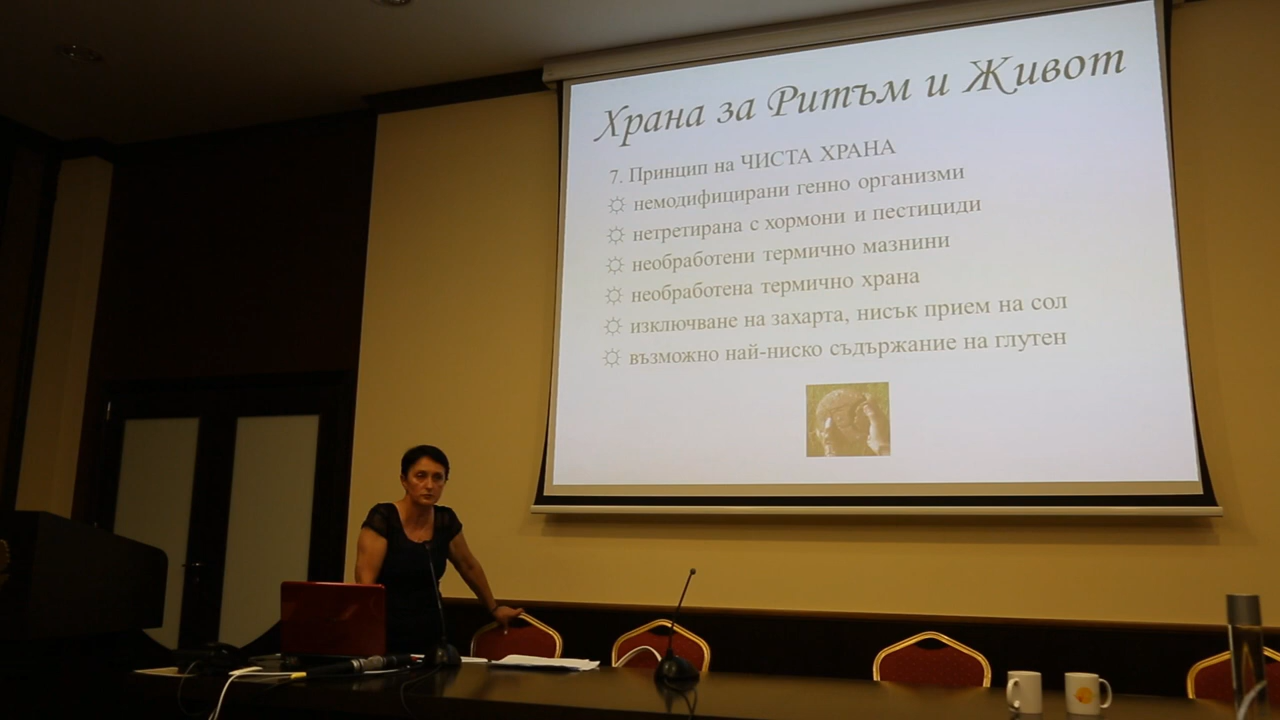 Храна за Ритъм и Живот
7. Принцип на ЧИСТА ХРАНА
немодифицирани генно организми
нетретирана с хормони и пестициди
необработени термично мазнини
необработена термично храна
изключване на захарта, нисък прием на сол
възможно най-ниско съдържание на глутен